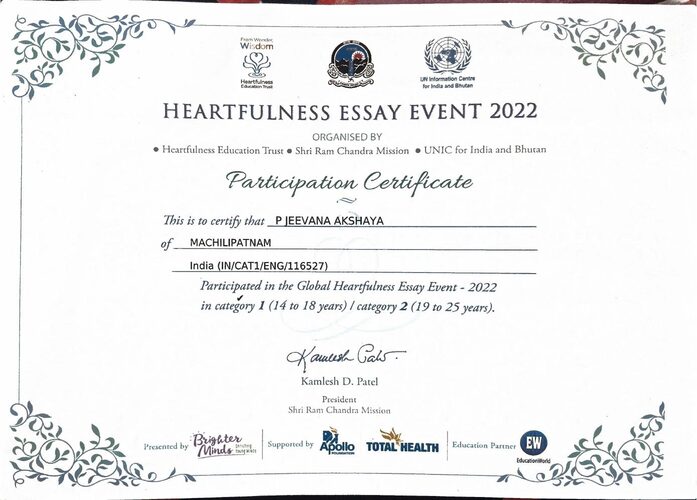 From Wonder,
Wisdom
Heartfulness
Education Trust
UN Information Centre
for India and Bhutan
HEARTFULNESS ESSAY EVENT 2022
ORGANISED BY
• Heartfulness Education Trust • Shri Ram Chandra Mission • UNIC for India and Bhutan
Participation Certificate
This is to certify that P JEEVANA AKSHAYA
of MACHILIPATNAM
India (IN/CAT1/ENG/116527)
Participated in the Global Heartfulness Essay Event - 2022
in category 1 (14 to 18 years) / category 2 (19 to 25 years).
Kamlesh D. Patel
President
Shri Ram Chandra Mission
Presented by Brighter Minds Supported by Apollo FOUNDATION TOTAL HEALTH Education Partner EW EducationWorld